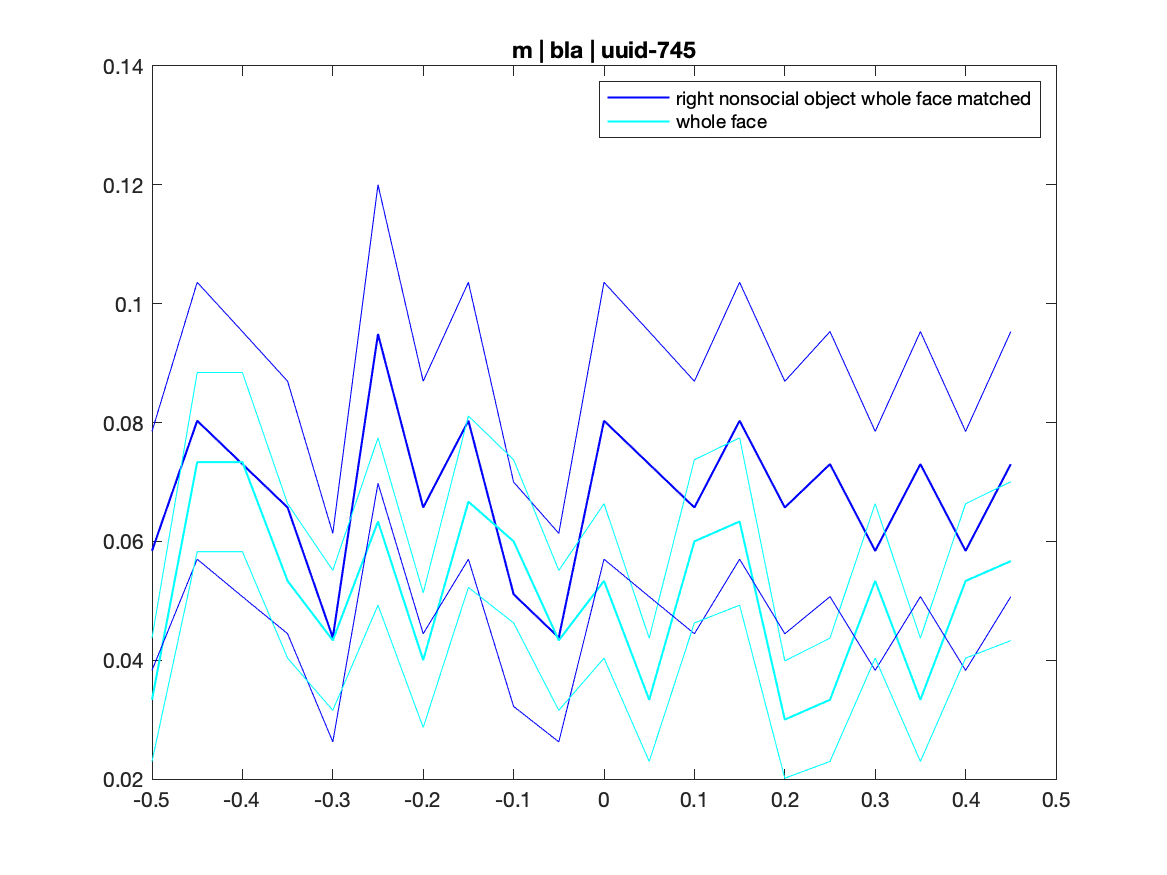 m | bla | uuid-745
right nonsocial object whole face matched
whole face
0.14
0.12
0.1
0.08
0.06
0.04
0.02
-0.5 -0.4 -0.3 -0.2 -0.1 0 0.1 0.2 0.3 0.4 0.5